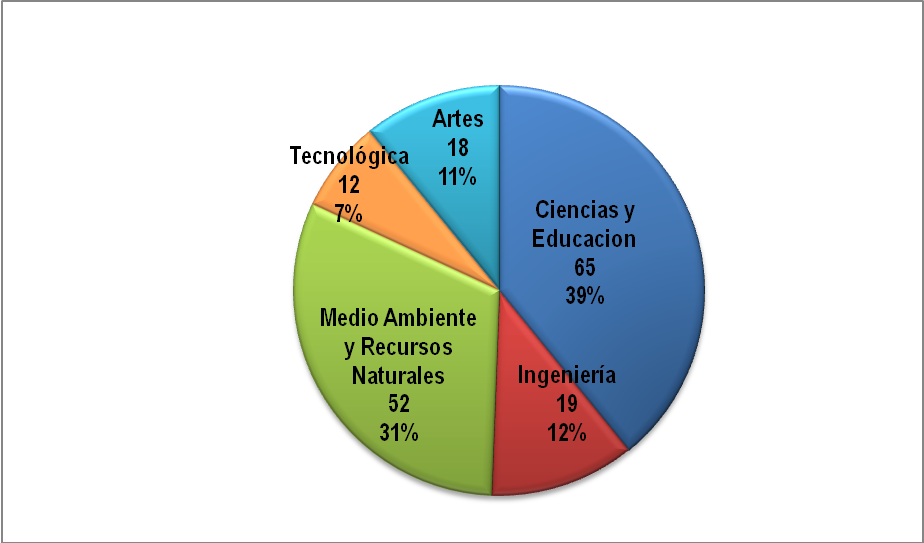 Artes
18
11%
Tecnológica
12
7%
Ciencias y
Educacion
65
39%
Medio Ambiente
y Recursos
Naturales
52
31%
Ingeniería
19
12%